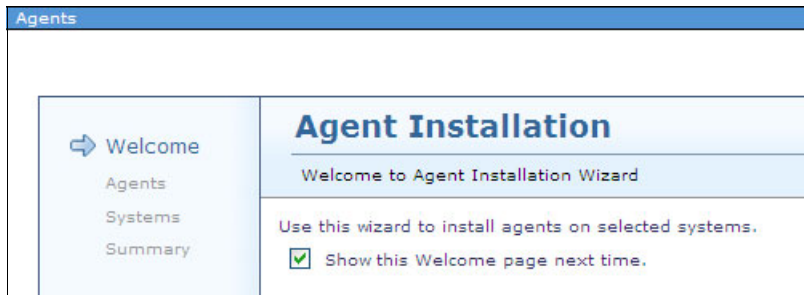 Agents
Welcome
Agents
Systems
Summary
Agent Installation
Welcome to Agent Installation Wizard
Use this wizard to install agents on selected systems.
Show this Welcome page next time.